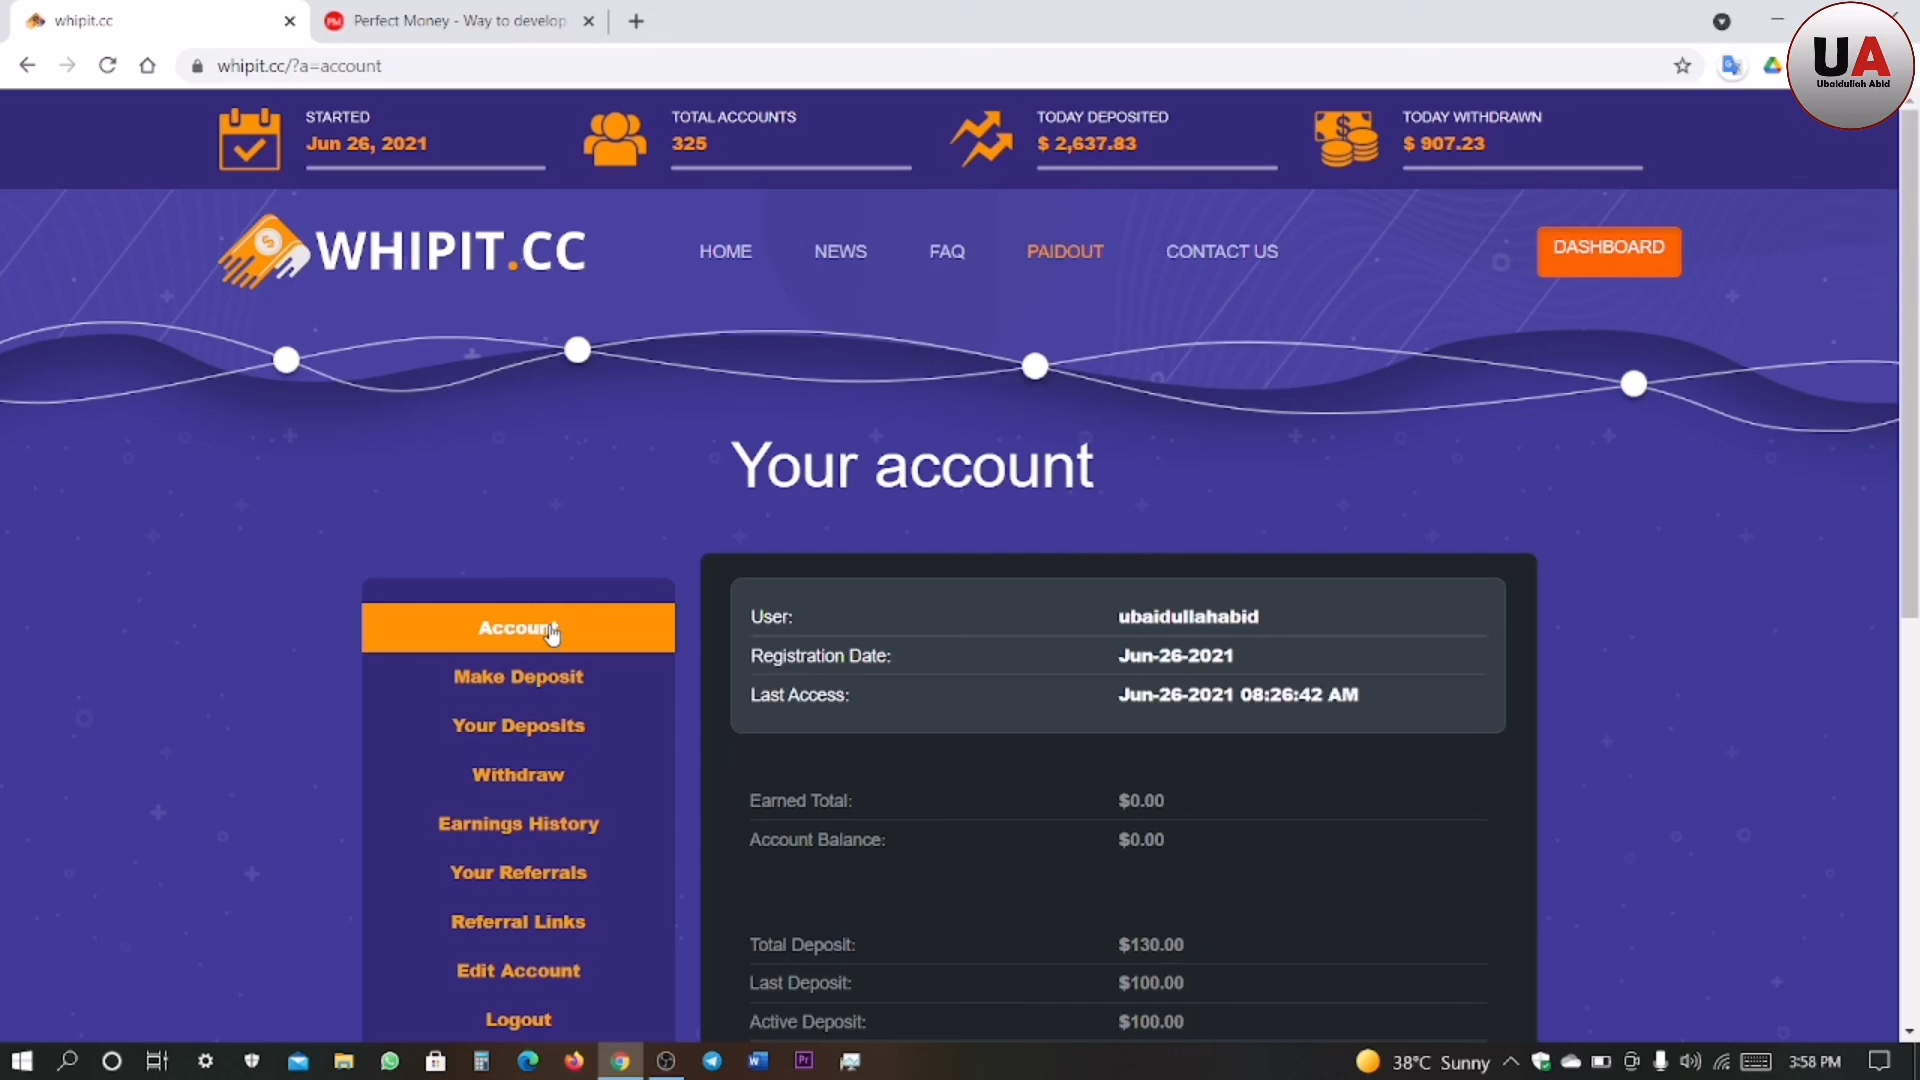 whipit.cc
Perfect Money - Way to develop
whipit.cc/?a=account
UA
Ubaidullah Abid
STARTED
Jun 26, 2021
TOTAL ACCOUNTS
325
TODAY DEPOSITED
$ 2,637.83
TODAY WITHDRAWN
$ 907.23
WHIPIT.CC
HOME
NEWS
FAQ
PAIDOUT
CONTACT US
DASHBOARD
Your account
Account
Make Deposit
Your Deposits
Withdraw
Earnings History
Your Referrals
Referral Links
Edit Account
Logout
User: ubaidullahabid
Registration Date: Jun-26-2021
Last Access: Jun-26-2021 08:26:42 AM
Earned Total: $0.00
Account Balance: $0.00
Total Deposit: $130.00
Last Deposit: $100.00
Active Deposit: $100.00
38°C Sunny
3:58 PM